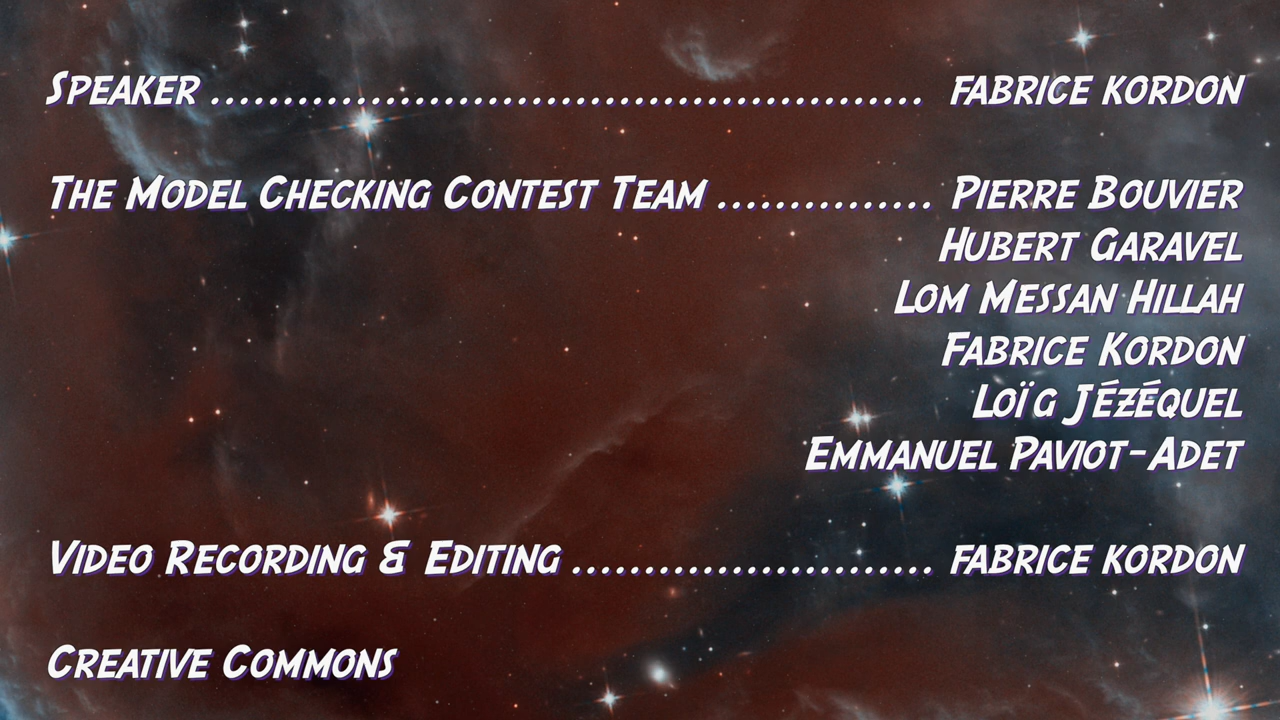 Speaker ................................................ FABRICE KORDON
The Model Checking Contest Team ............... Pierre Bouvier
Hubert Garavel
Lom Messan Hillah
Fabrice Kordon
Loïg Jézéquel
Emmanuel Paviot-Adet
Video Recording & Editing ......................... FABRICE KORDON
Creative Commons